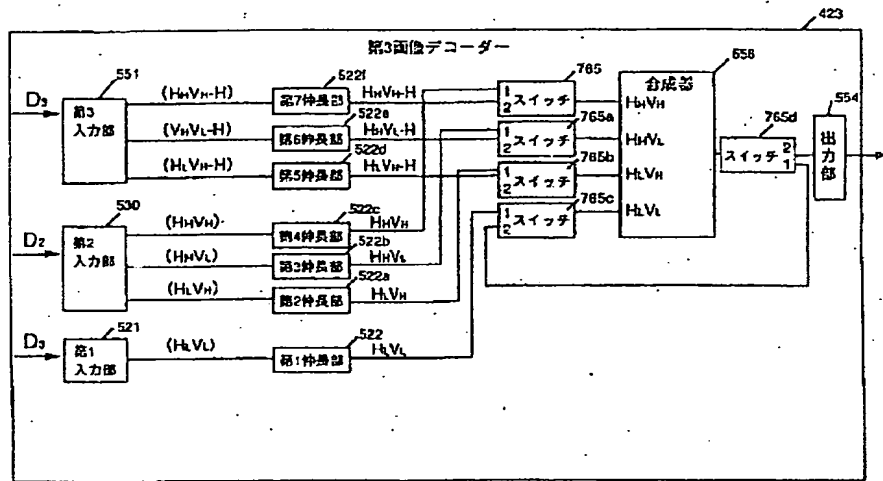 423
第3画像デコーダー
551
D3
第3
入力部
(HHVH-H)
522f
第7伸長部
HHVH-H
(VHVL-H)
522e
第6伸長部
HHVL-H
(HLVH-H)
522d
第5伸長部
HLVH-H
765
1
2
スイッチ
765a
1
2
スイッチ
765b
1
2
スイッチ
765c
1
2
スイッチ
556
合成器
HHVH
HHVL
HLVH
HLVL
765d
スイッチ
2
1
554
出力部
530
D2
第2
入力部
(HHVH)
522c
第4伸長部
HHVH
(HHVL)
522b
第3伸長部
(HLVH)
522a
第2伸長部
HLVH
521
D3
第1
入力部
(HLVL)
522
第1伸長部
HLVL